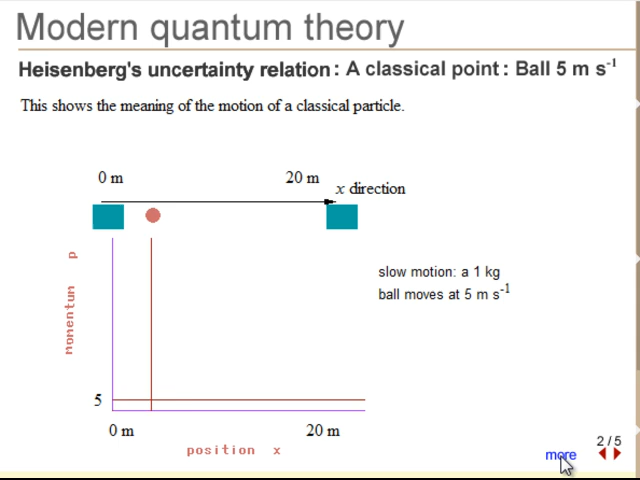 Modern quantum theory
Heisenberg's uncertainty relation: A classical point: Ball 5 m s⁻¹
This shows the meaning of the motion of a classical particle.
0 m
20 m
x direction
momentum p
slow motion: a 1 kg
ball moves at 5 m s⁻¹
5
0 m
20 m
position x
2 / 5
more